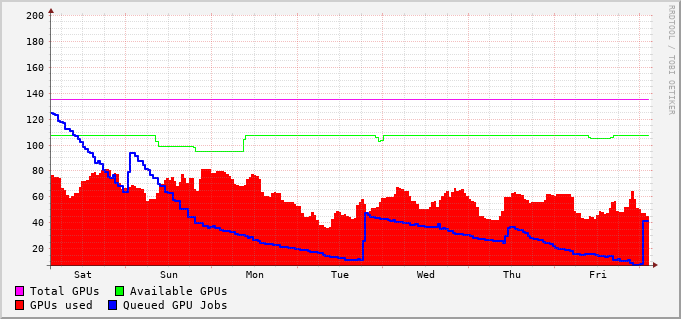 200
180
160
140
120
100
80
60
40
20
Sat Sun Mon Tue Wed Thu Fri
Total GPUs Available GPUs
GPUs used Queued GPU Jobs
RRDTOOL / TOBI OETIKER